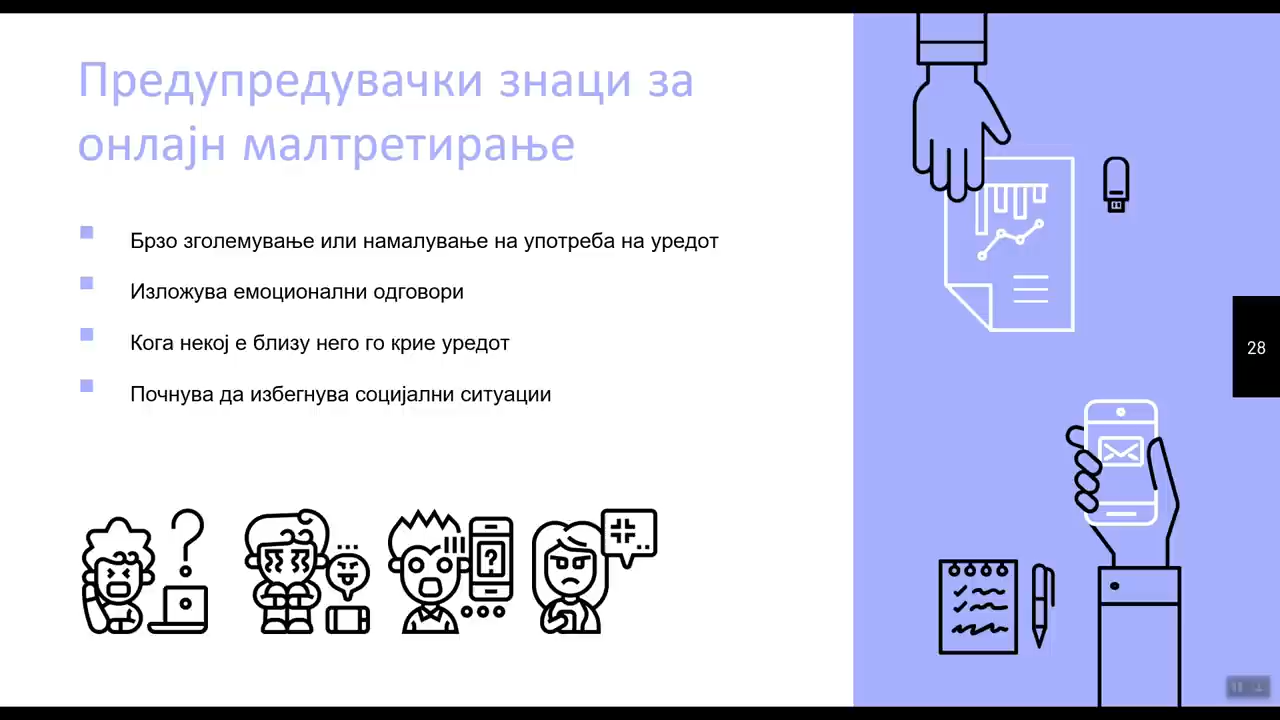 Предупредувачки знаци за
онлајн малтретирање
Брзо зголемување или намалување на употреба на уредот
Изложува емоционални одговори
Кога некој е близу него го крие уредот
Почнува да избегнува социјални ситуации
28